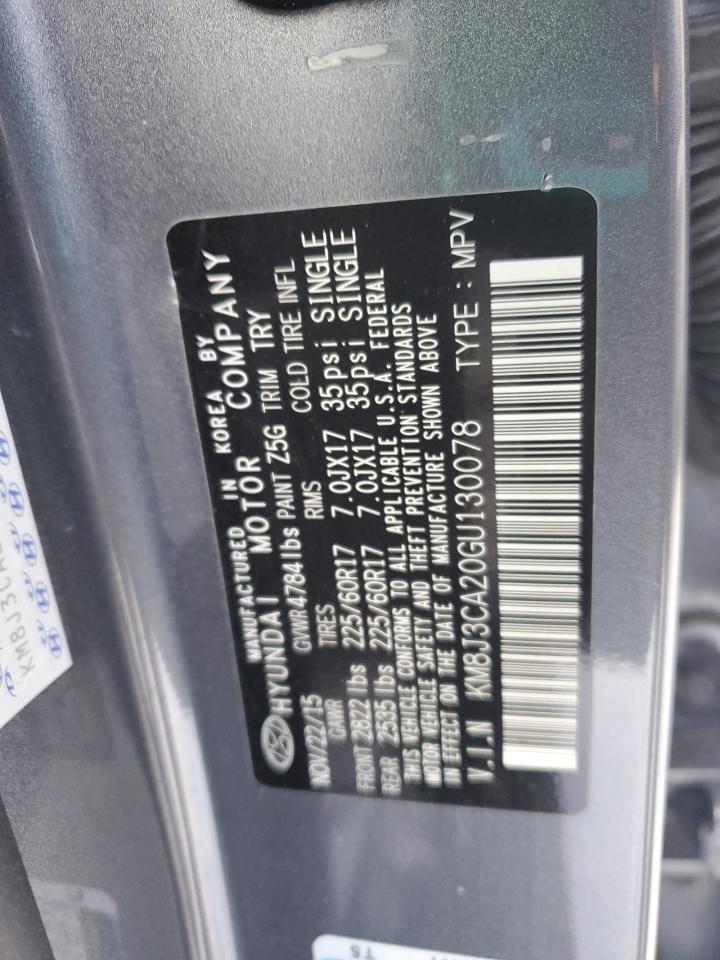 MANUFACTURED IN KOREA BY
HYUNDAI MOTOR COMPANY
NOV/22/15 GVWR 4784lbs PAINT Z5G TRIM TRY
GAWR TIRES RIMS COLD TIRE INFL
FRONT 2822 lbs 225/60R17 7.0JX17 35psi SINGLE
REAR 2535 lbs 225/60R17 7.0JX17 35psi SINGLE
THIS VEHICLE CONFORMS TO ALL APPLICABLE U.S.A. FEDERAL
MOTOR VEHICLE SAFETY AND THEFT PREVENTION STANDARDS
IN EFFECT ON THE DATE OF MANUFACTURE SHOWN ABOVE
V.I.N KM8J3CA20GU130078 TYPE : MPV